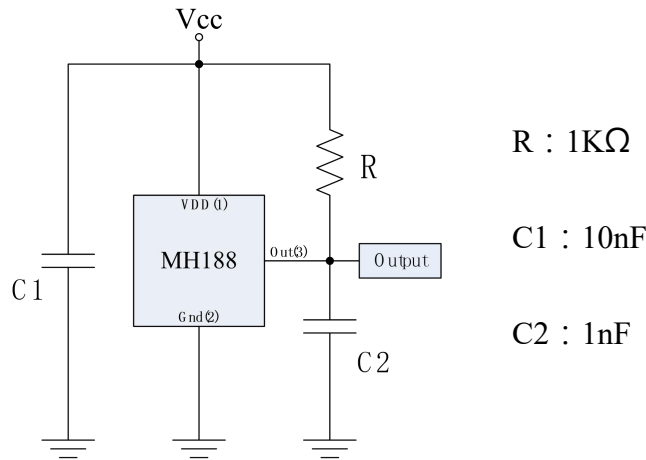 Vcc
R
VDD(1)
MH188
Out(3)
Output
Gnd(2)
C1
C2
R：1KΩ
C1：10nF
C2：1nF